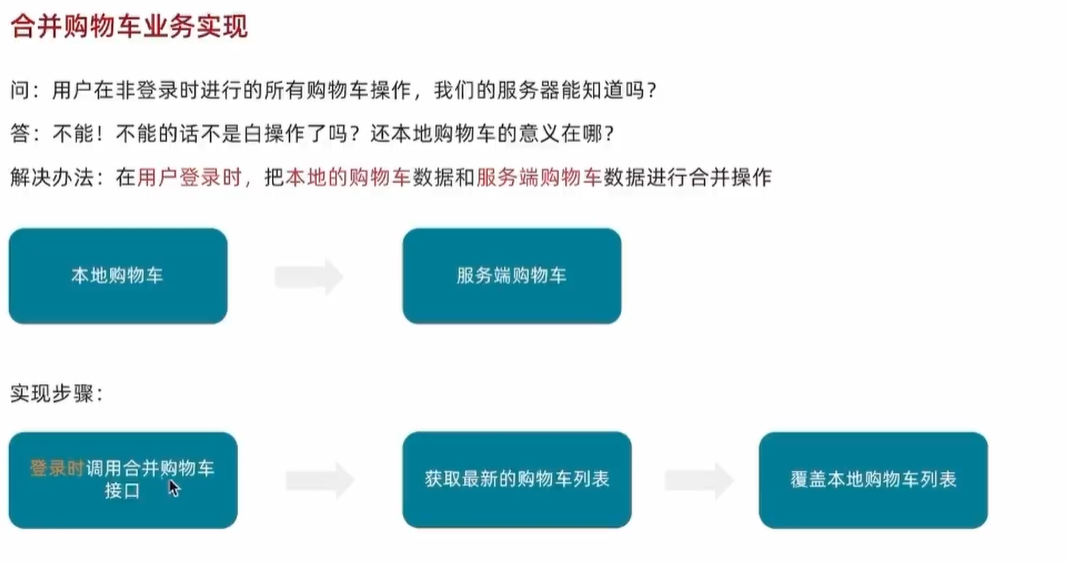 合并购物车业务实现
问：用户在非登录时进行的所有购物车操作，我们的服务器能知道吗？
答：不能！不能的话不是白操作了吗？还本地购物车的意义在哪？
解决办法：在用户登录时，把本地的购物车数据和服务端购物车数据进行合并操作
本地购物车
服务端购物车
实现步骤：
登录时调用合并购物车
接口
获取最新的购物车列表
覆盖本地购物车列表